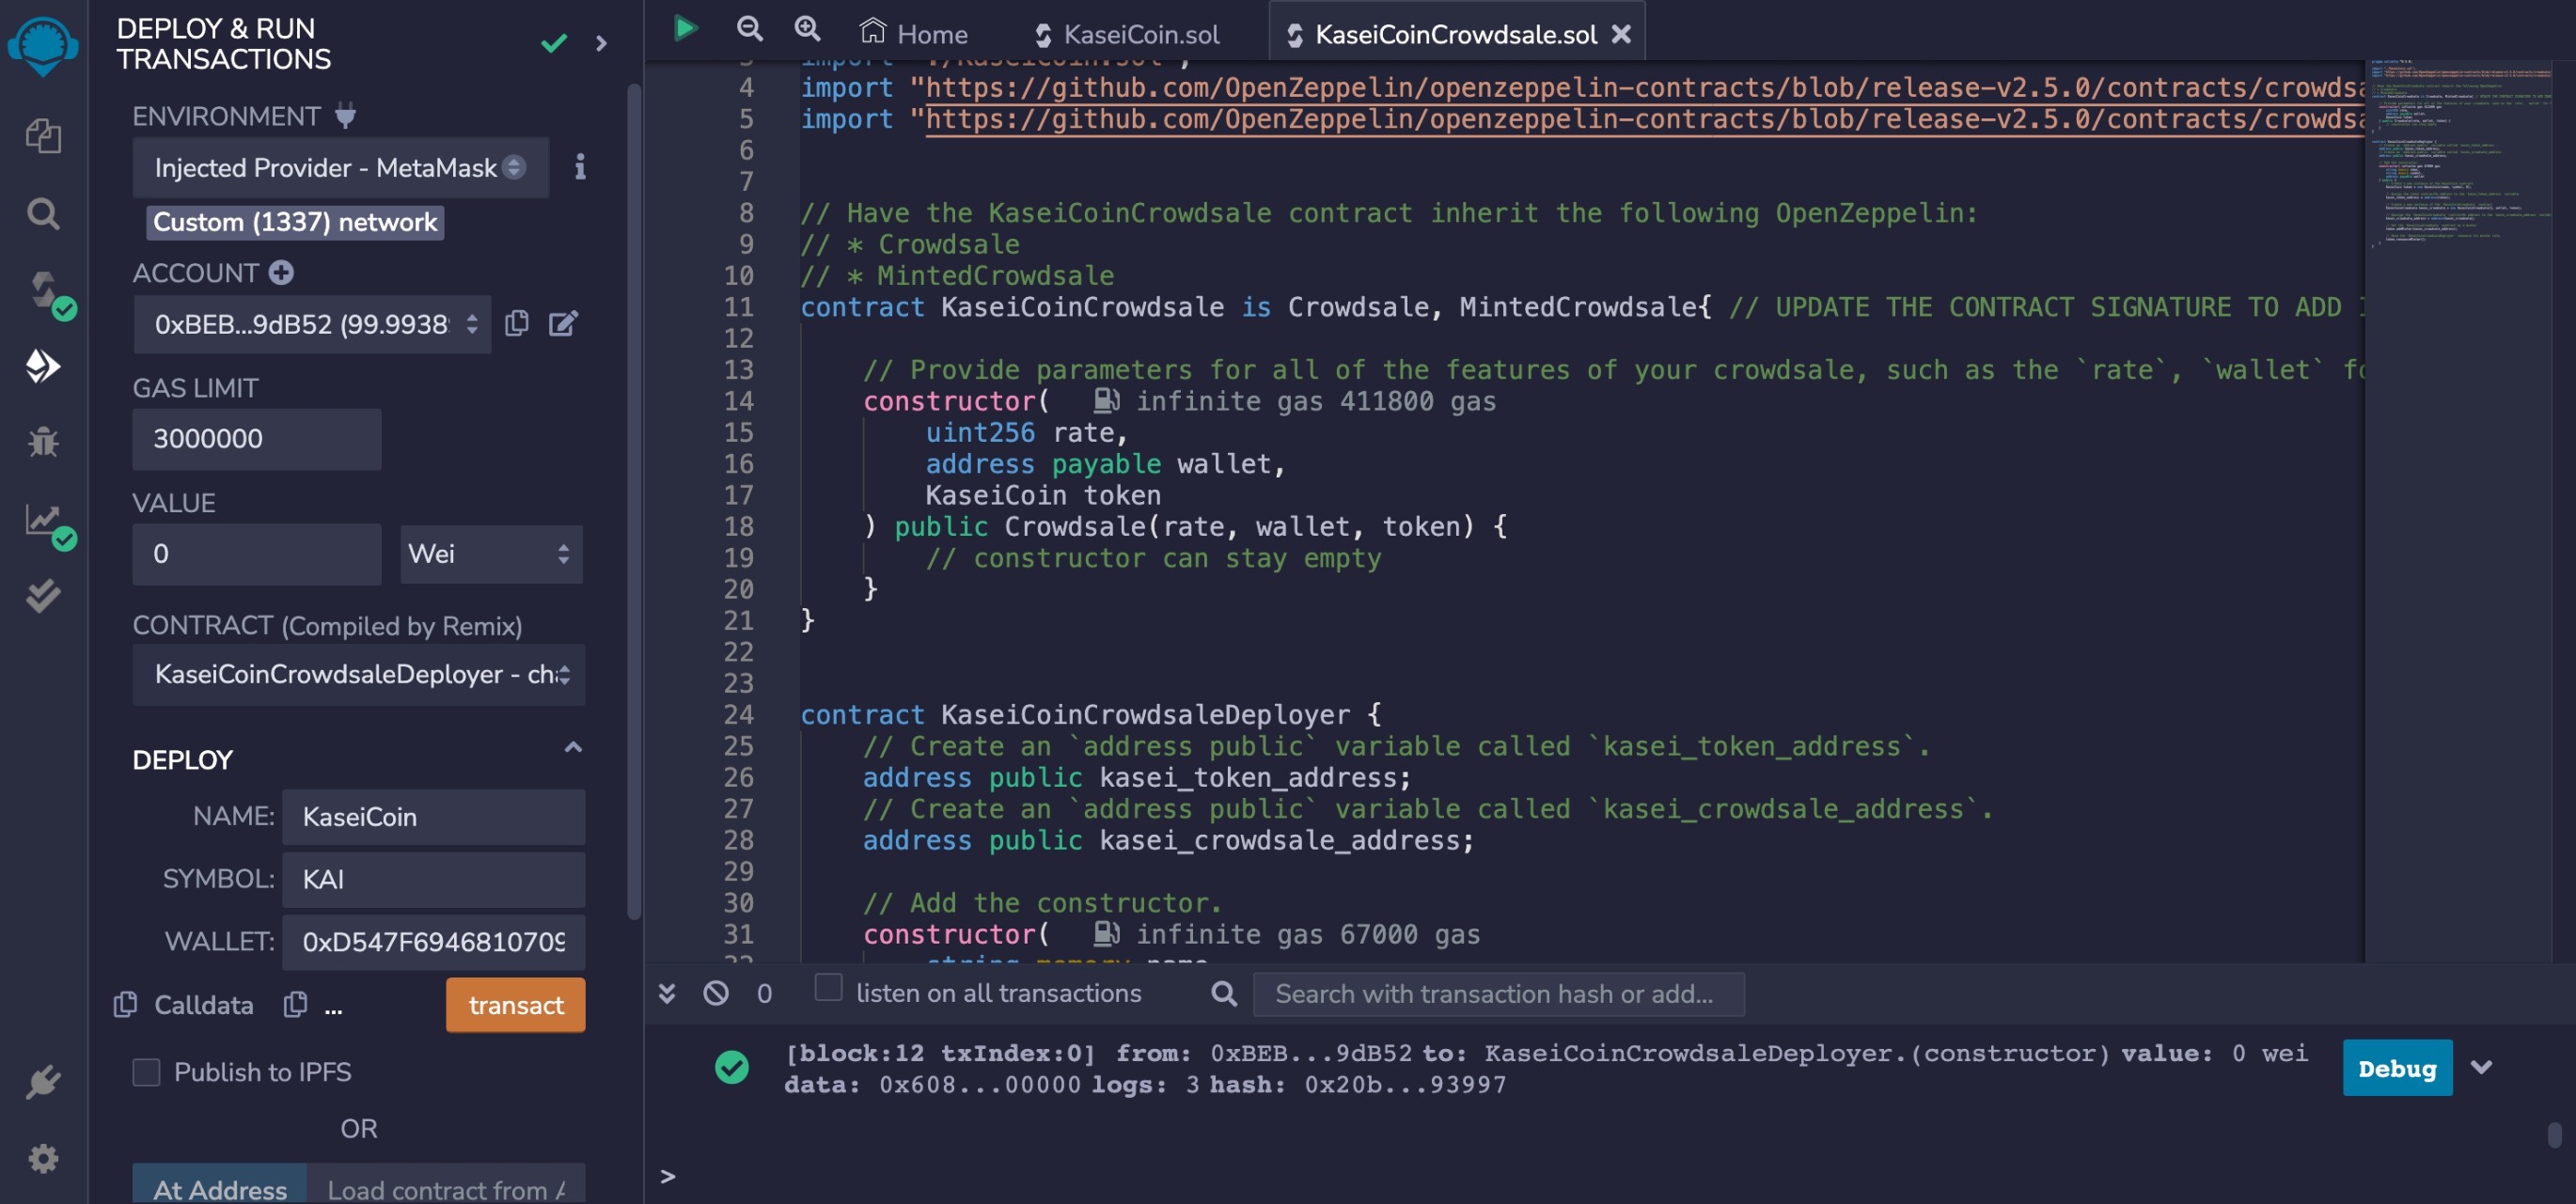 DEPLOY & RUN
TRANSACTIONS
ENVIRONMENT
Injected Provider - MetaMask
Custom (1337) network
ACCOUNT
0xBEB...9dB52 (99.9938
GAS LIMIT
3000000
VALUE
0
Wei
CONTRACT (Compiled by Remix)
KaseiCoinCrowdsaleDeployer - cha
DEPLOY
NAME: KaseiCoin
SYMBOL: KAI
WALLET: 0xD547F6946810709
Calldata ... transact
Publish to IPFS
OR
At Address Load contract from A
Home KaseiCoin.sol KaseiCoinCrowdsale.sol
3 import "./KaseiCoin.sol";
4 import "https://github.com/OpenZeppelin/openzeppelin-contracts/blob/release-v2.5.0/contracts/crowdsa
5 import "https://github.com/OpenZeppelin/openzeppelin-contracts/blob/release-v2.5.0/contracts/crowdsa
6
7
8 // Have the KaseiCoinCrowdsale contract inherit the following OpenZeppelin:
9 // * Crowdsale
10 // * MintedCrowdsale
11 contract KaseiCoinCrowdsale is Crowdsale, MintedCrowdsale{ // UPDATE THE CONTRACT SIGNATURE TO ADD I
12
13 // Provide parameters for all of the features of your crowdsale, such as the `rate`, `wallet` fo
14 constructor( infinite gas 411800 gas
15 uint256 rate,
16 address payable wallet,
17 KaseiCoin token
18 ) public Crowdsale(rate, wallet, token) {
19 // constructor can stay empty
20 }
21 }
22
23
24 contract KaseiCoinCrowdsaleDeployer {
25 // Create an `address public` variable called `kasei_token_address`.
26 address public kasei_token_address;
27 // Create an `address public` variable called `kasei_crowdsale_address`.
28 address public kasei_crowdsale_address;
29
30 // Add the constructor.
31 constructor( infinite gas 67000 gas
32 string memory name
0 listen on all transactions Search with transaction hash or add...
[block:12 txIndex:0] from: 0xBEB...9dB52 to: KaseiCoinCrowdsaleDeployer.(constructor) value: 0 wei
data: 0x608...00000 logs: 3 hash: 0x20b...93997
Debug
>